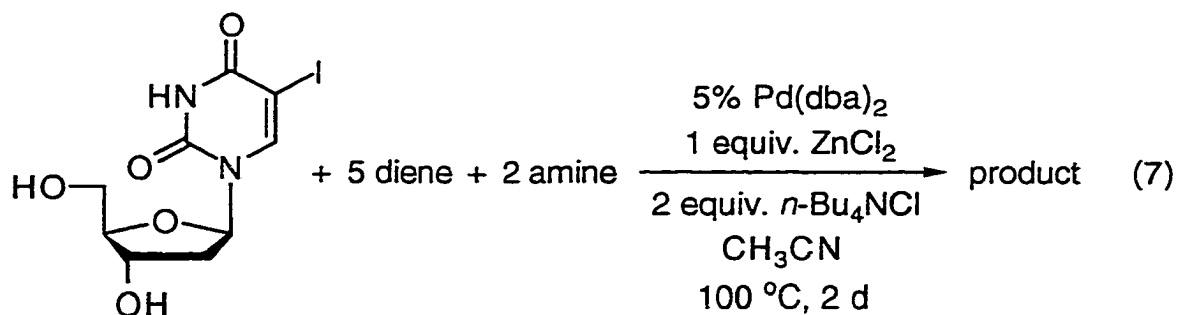 O
I
HN
O
N
HO
O
OH
+ 5 diene + 2 amine
5% Pd(dba)₂
1 equiv. ZnCl₂
2 equiv. n-Bu₄NCl
CH₃CN
100 °C, 2 d
product (7)